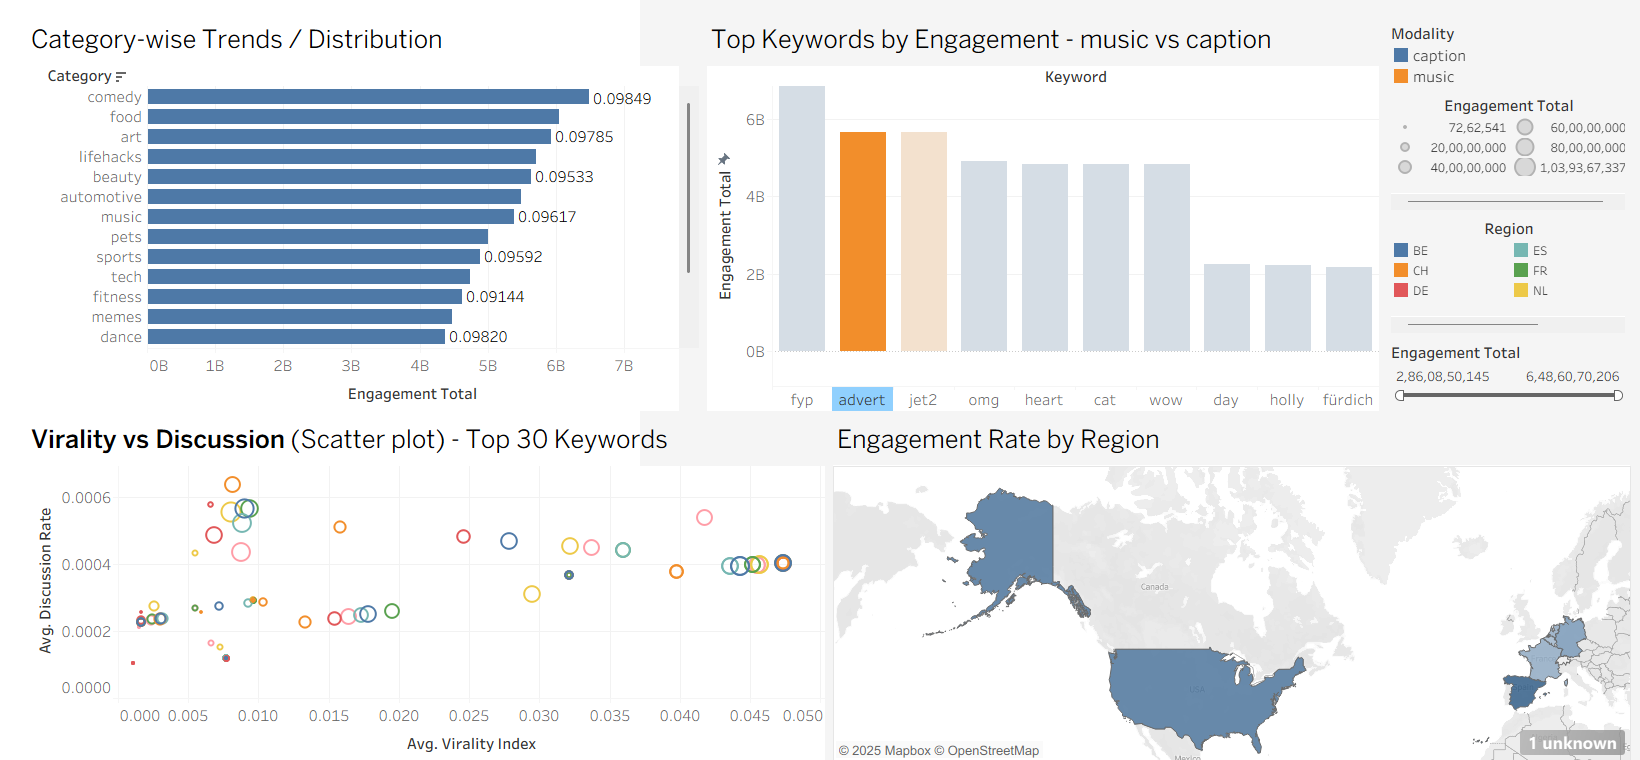 Category-wise Trends / Distribution
Category
comedy 0.09849
food
art 0.09785
lifehacks
beauty 0.09533
automotive
music 0.09617
pets
sports 0.09592
tech
fitness 0.09144
memes
dance 0.09820
0B 1B 2B 3B 4B 5B 6B 7B
Engagement Total
Top Keywords by Engagement - music vs caption
Keyword
Engagement Total
6B
4B
2B
0B
fyp advert jet2 omg heart cat wow day holly fürdich
Modality
caption
music
Engagement Total
72,62,541 60,00,00,000
20,00,00,000 80,00,00,000
40,00,00,000 1,03,93,67,337
Region
BE ES
CH FR
DE NL
Engagement Total
2,86,08,50,145 6,48,60,70,206
Virality vs Discussion (Scatter plot) - Top 30 Keywords
Avg. Discussion Rate
0.0006
0.0004
0.0002
0.0000
0.000 0.005 0.010 0.015 0.020 0.025 0.030 0.035 0.040 0.045 0.050
Avg. Virality Index
Engagement Rate by Region
Canada
USA
France
Mexico
© 2025 Mapbox © OpenStreetMap
1 unknown